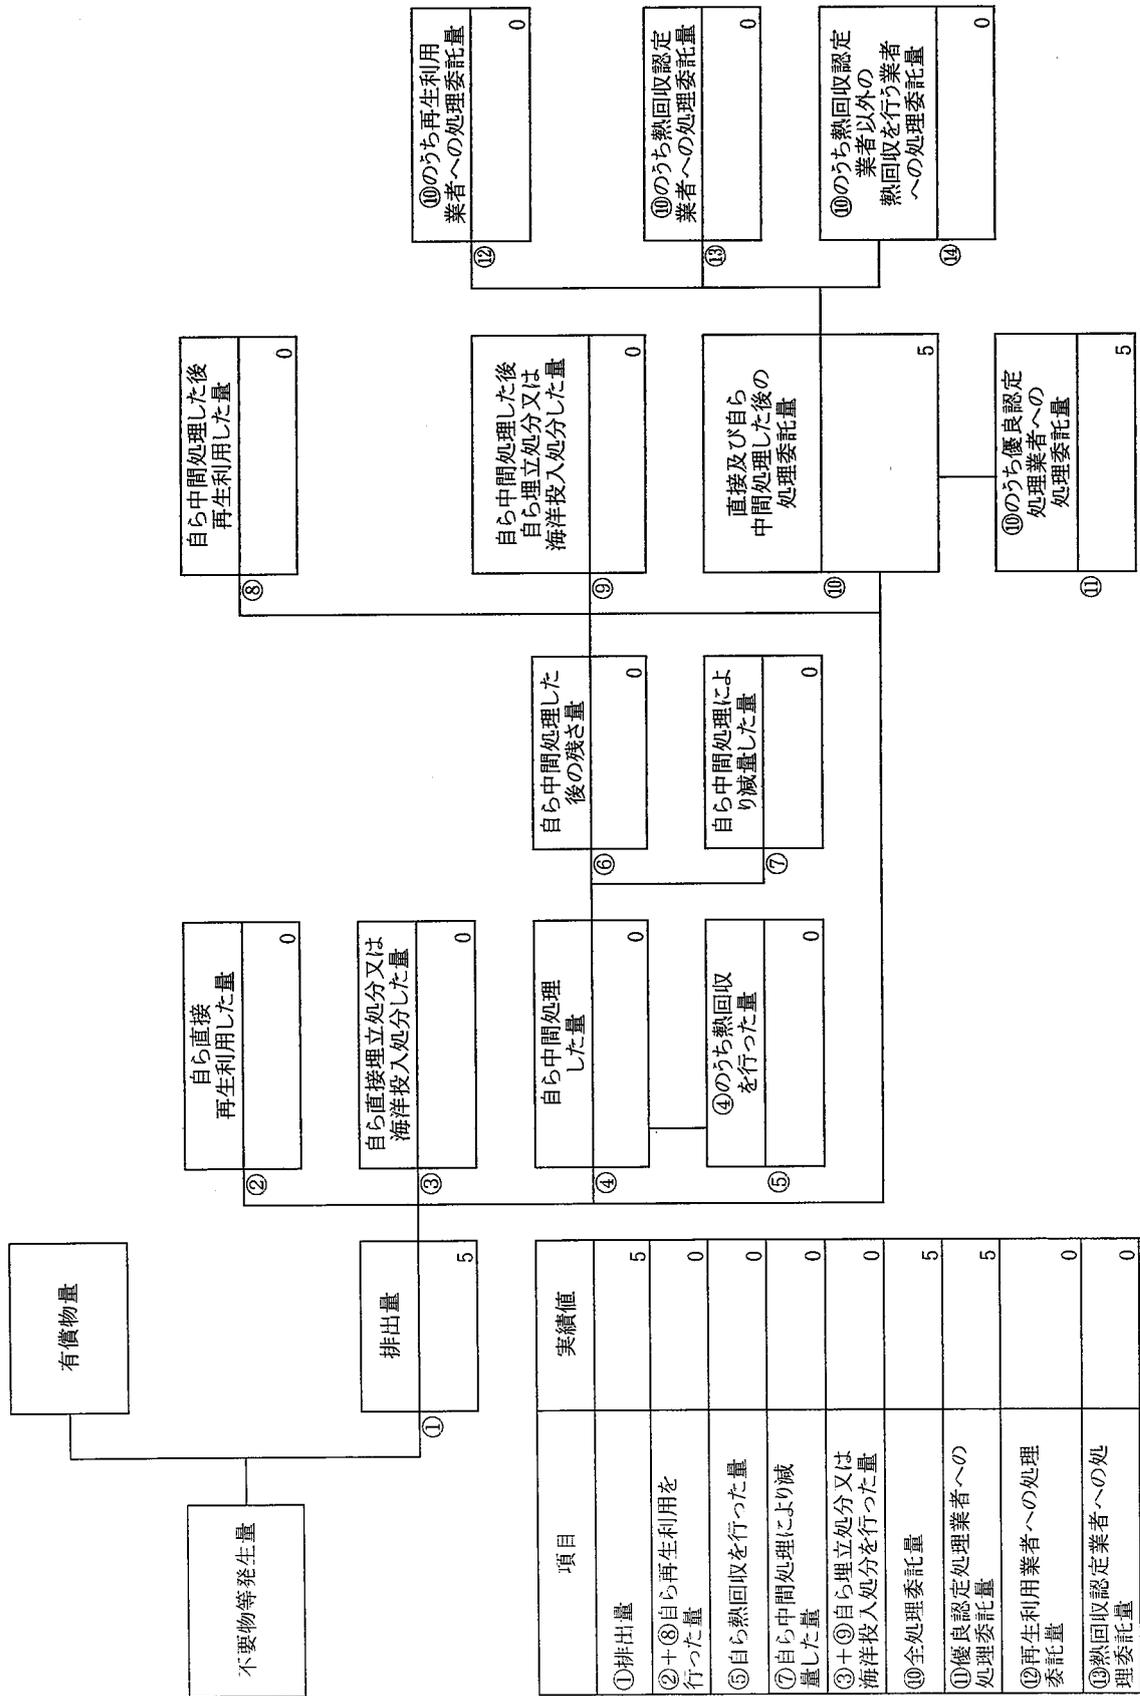 不要物等発生量
有償物量
排出量
①
5
自ら直接
再生利用した量
②
0
自ら直接埋立処分又は
海洋投入処分した量
③
0
自ら中間処理
した量
④
0
④のうち熱回収
を行った量
⑤
0
自ら中間処理した
後の残さ量
⑥
0
自ら中間処理によ
り減量した量
⑦
0
自ら中間処理した後
再生利用した量
⑧
0
自ら中間処理した後
自ら埋立処分又は
海洋投入処分した量
⑨
0
直接及び自ら
中間処理した後の
処理委託量
⑩
5
⑩のうち優良認定
処理業者への
処理委託量
⑪
5
⑩のうち再生利用
業者への処理委託量
⑫
0
⑩のうち熱回収認定
業者への処理委託量
⑬
0
⑩のうち熱回収認定
業者以外の
熱回収を行う業者
への処理委託量
⑭
0
項目 実績値
①排出量 5
②+⑧自ら再生利用を
行った量 0
⑤自ら熱回収を行った量 0
⑦自ら中間処理により減
量した量 0
③+⑨自ら埋立処分又は
海洋投入処分を行った量 0
⑩全処理委託量 5
⑪優良認定処理業者への
処理委託量 5
⑫再生利用業者への処理
委託量 0
⑬熱回収認定業者への処
理委託量 0